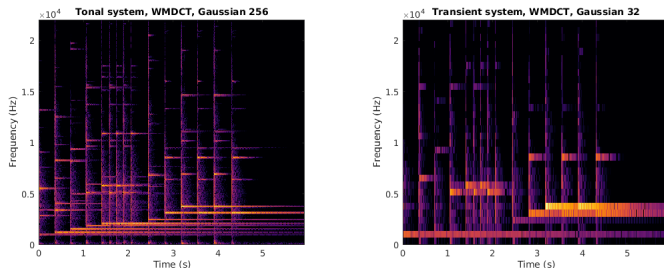 Tonal system, WMDCT, Gaussian 256
×10⁴
2
1.5
1
0.5
0
Frequency (Hz)
0 1 2 3 4 5
Time (s)
Transient system, WMDCT, Gaussian 32
×10⁴
2
1.5
1
0.5
0
Frequency (Hz)
0 1 2 3 4 5
Time (s)